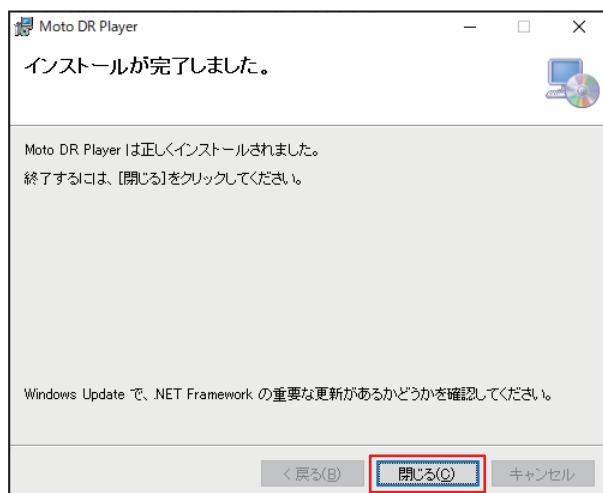 Moto DR Player
インストールが完了しました。
Moto DR Player は正しくインストールされました。
終了するには、[閉じる]をクリックしてください。
Windows Update で、.NET Framework の重要な更新があるかどうかを確認してください。
< 戻る(B)
閉じる(C)
キャンセル